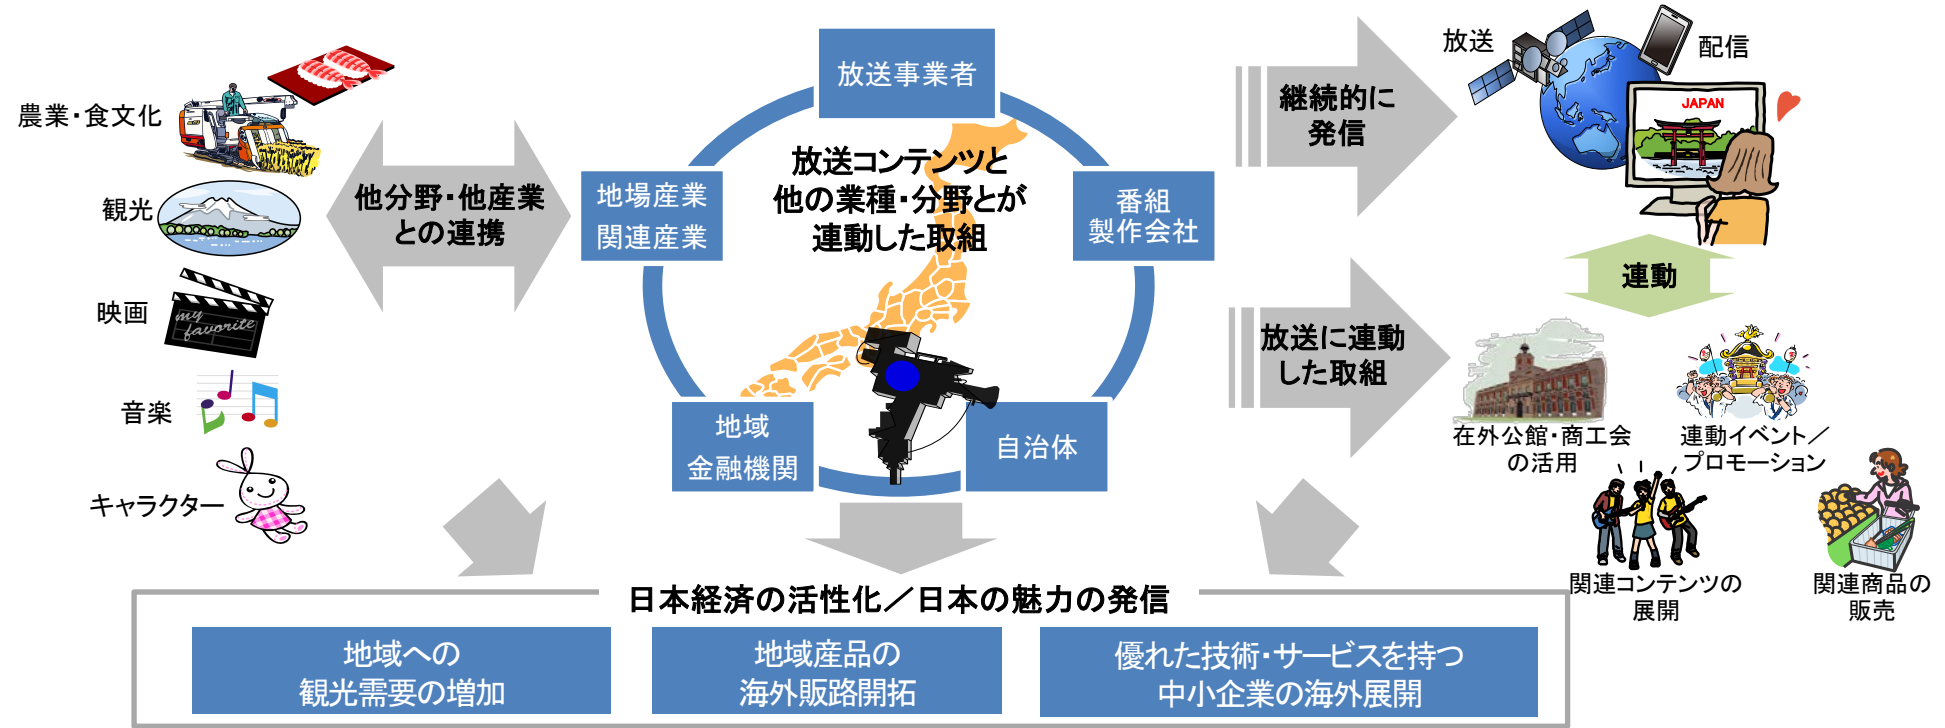 農業・食文化
観光
映画
my
favorite
音楽
キャラクター
他分野・他産業
との連携
放送事業者
放送コンテンツと
他の業種・分野とが
連動した取組
地場産業
関連産業
番組
製作会社
地域
金融機関
自治体
継続的に
発信
放送に連動
した取組
放送
配信
JAPAN
連動
在外公館・商工会
の活用
連動イベント／
プロモーション
関連コンテンツの
展開
関連商品の
販売
日本経済の活性化／日本の魅力の発信
地域への
観光需要の増加
地域産品の
海外販路開拓
優れた技術・サービスを持つ
中小企業の海外展開